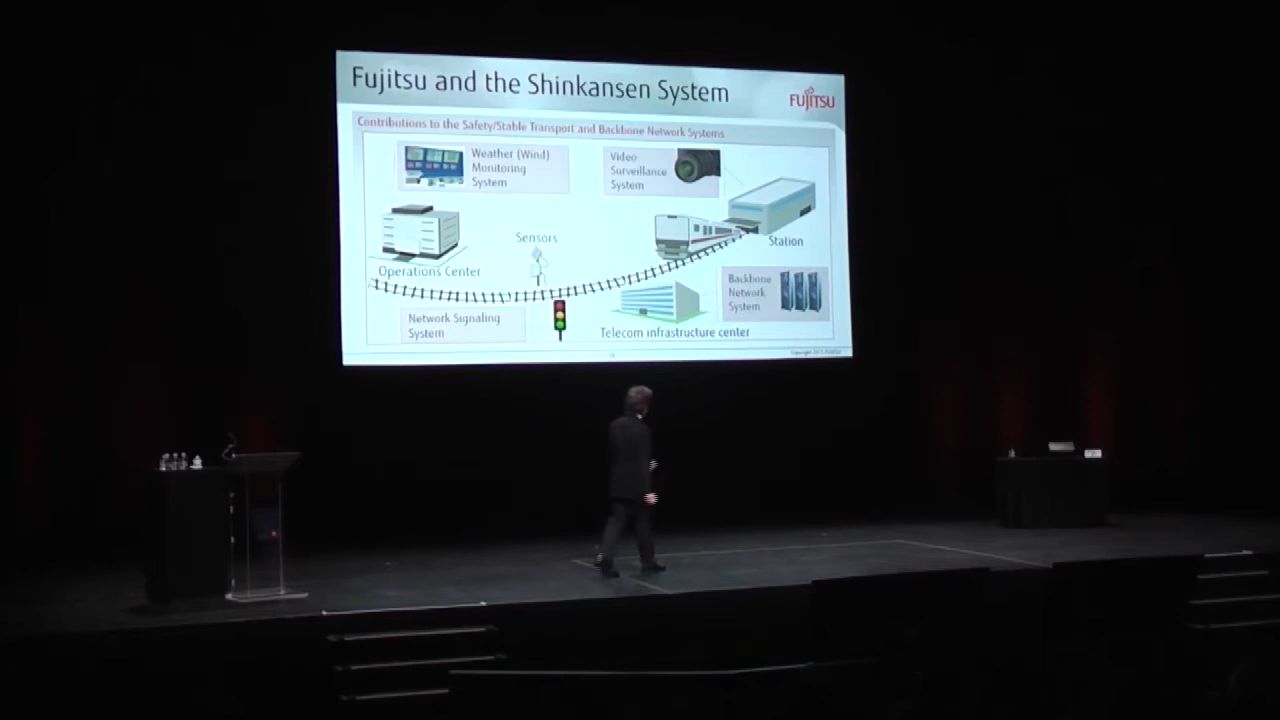 Fujitsu and the Shinkansen System
FUJITSU
Contributions to the Safety/Stable Transport and Backbone Network Systems
Weather (Wind)
Monitoring
System
Video
Surveillance
System
Sensors
Station
Operations Center
Backbone
Network
System
Network Signaling
System
Telecom infrastructure center